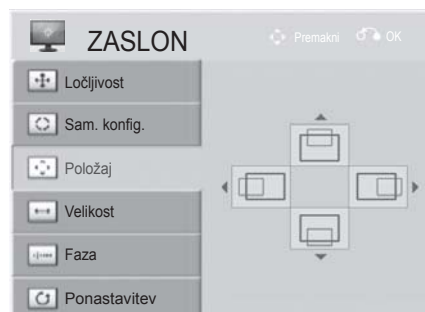 ZASLON
Premakni OK
Ločljivost
Sam. konfig.
Položaj
Velikost
Faza
Ponastavitev